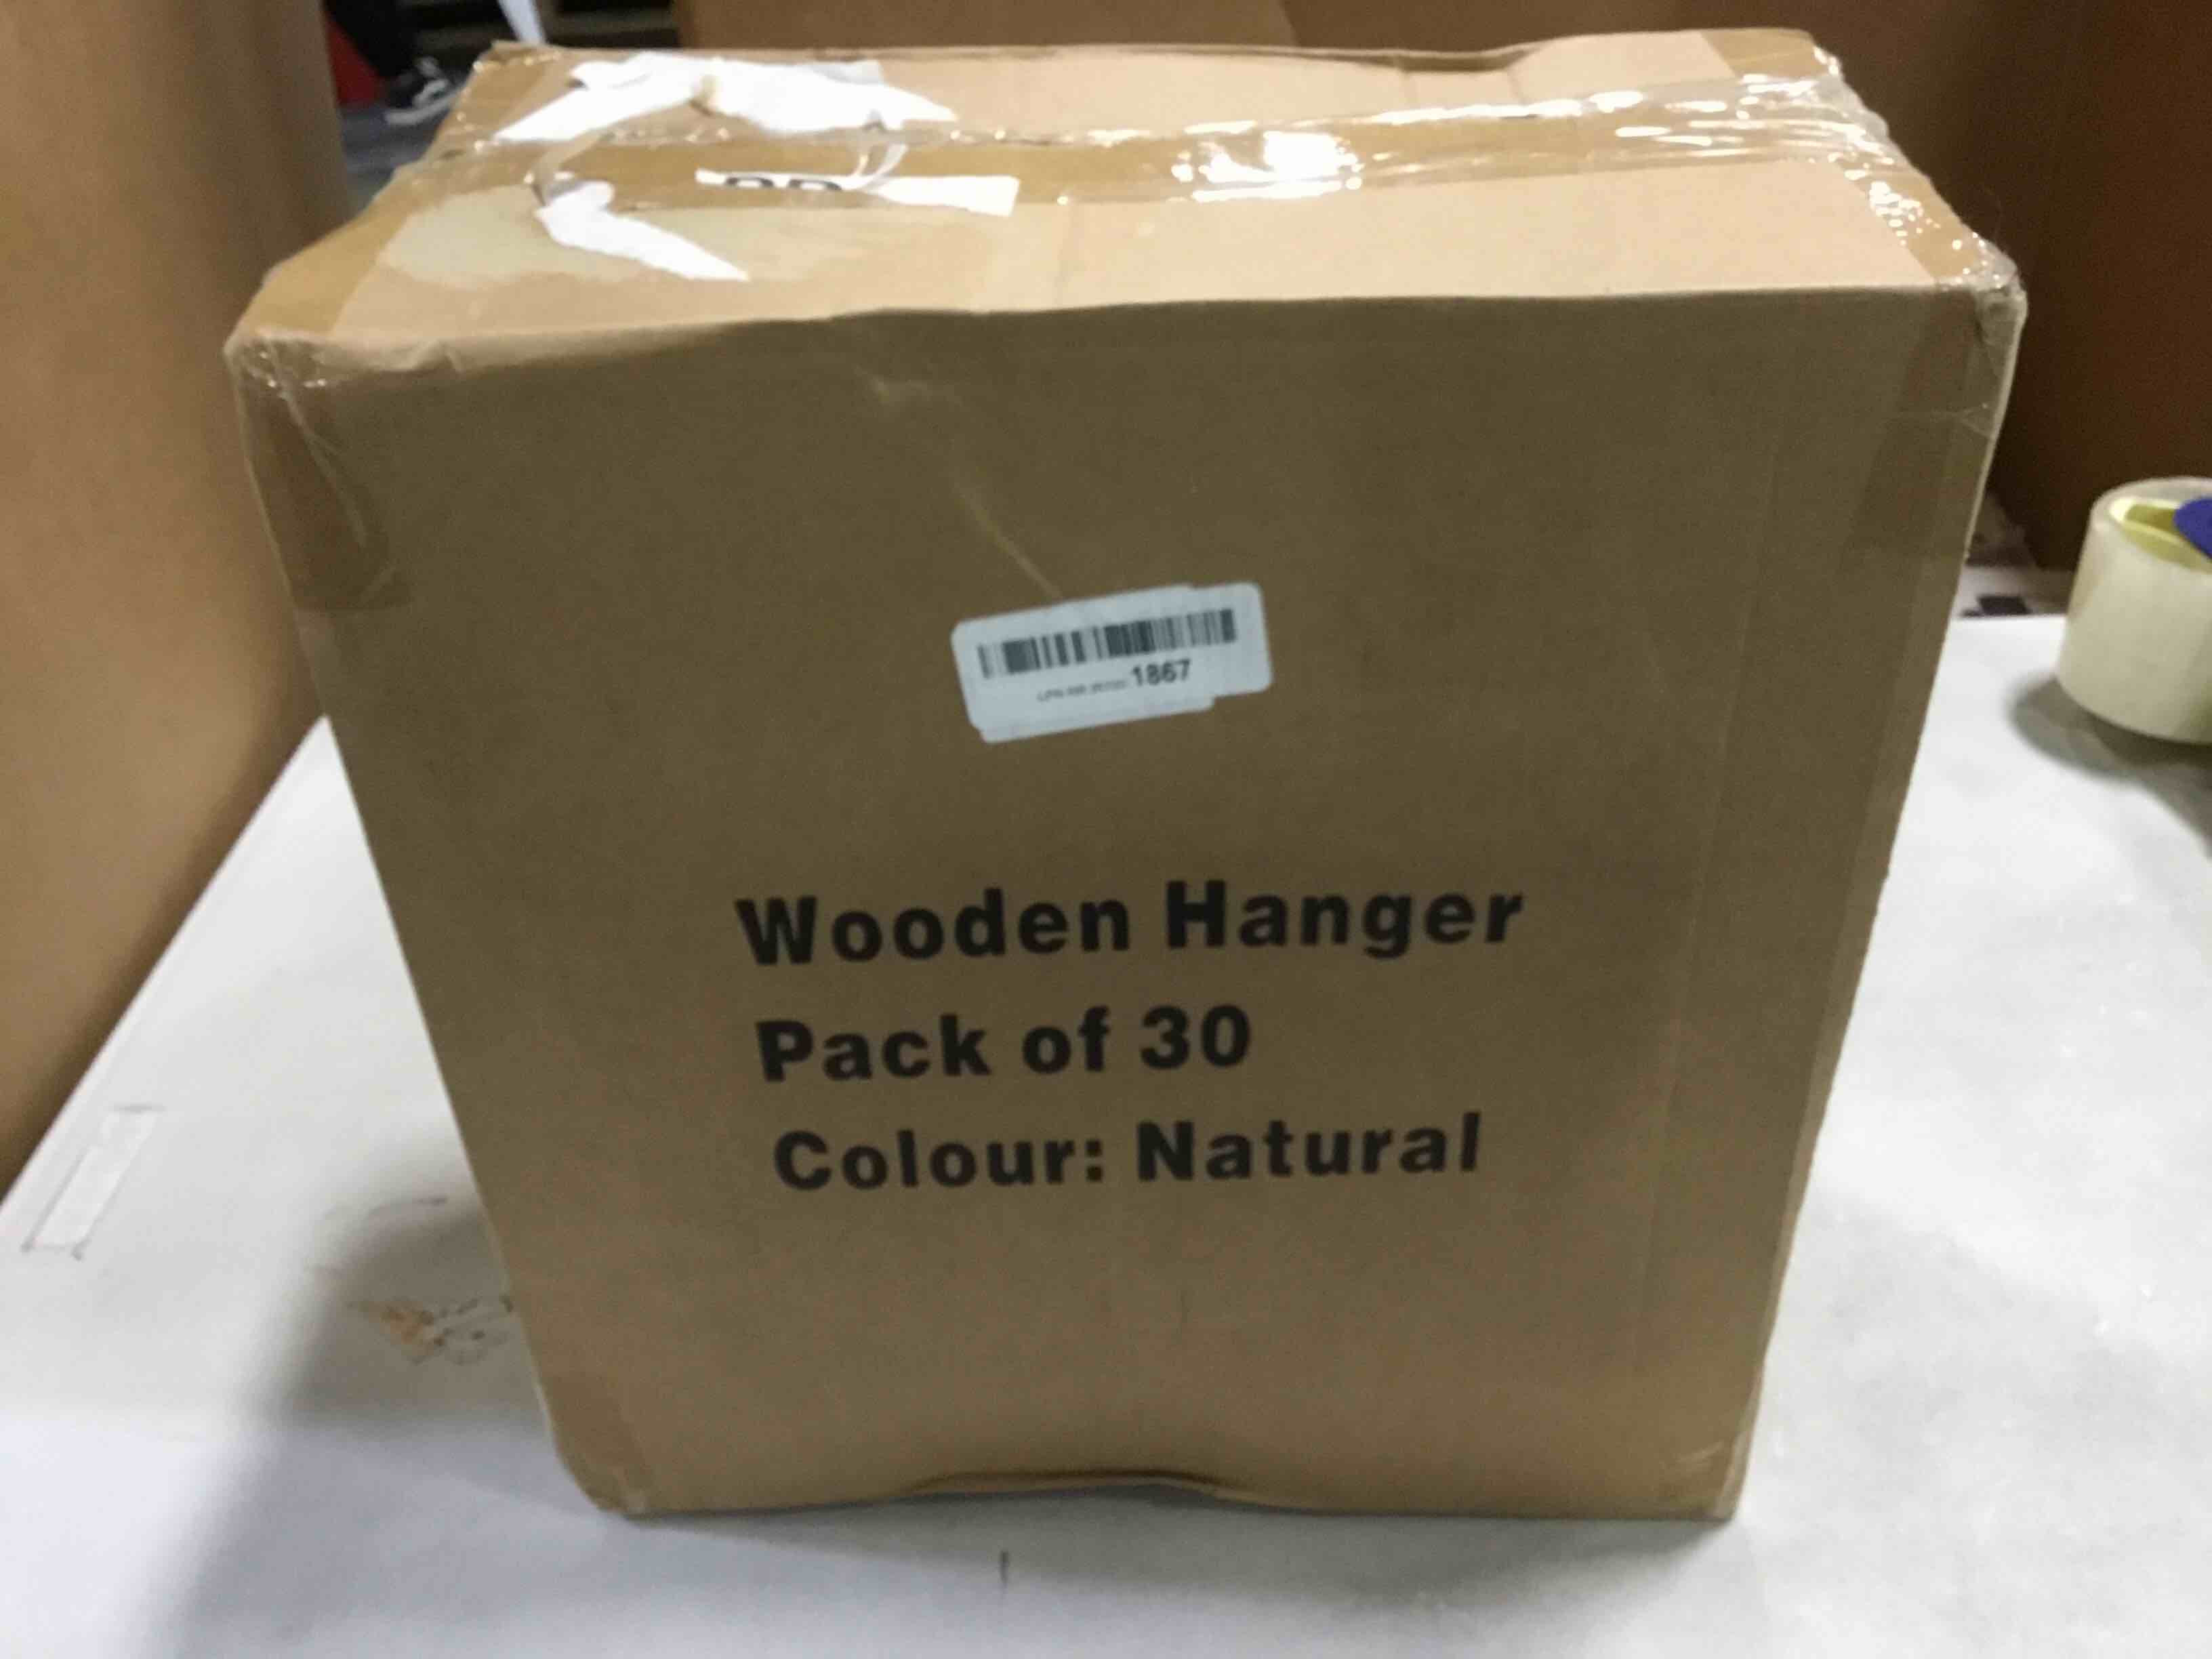 1867
Wooden Hanger
Pack of 30
Colour: Natural